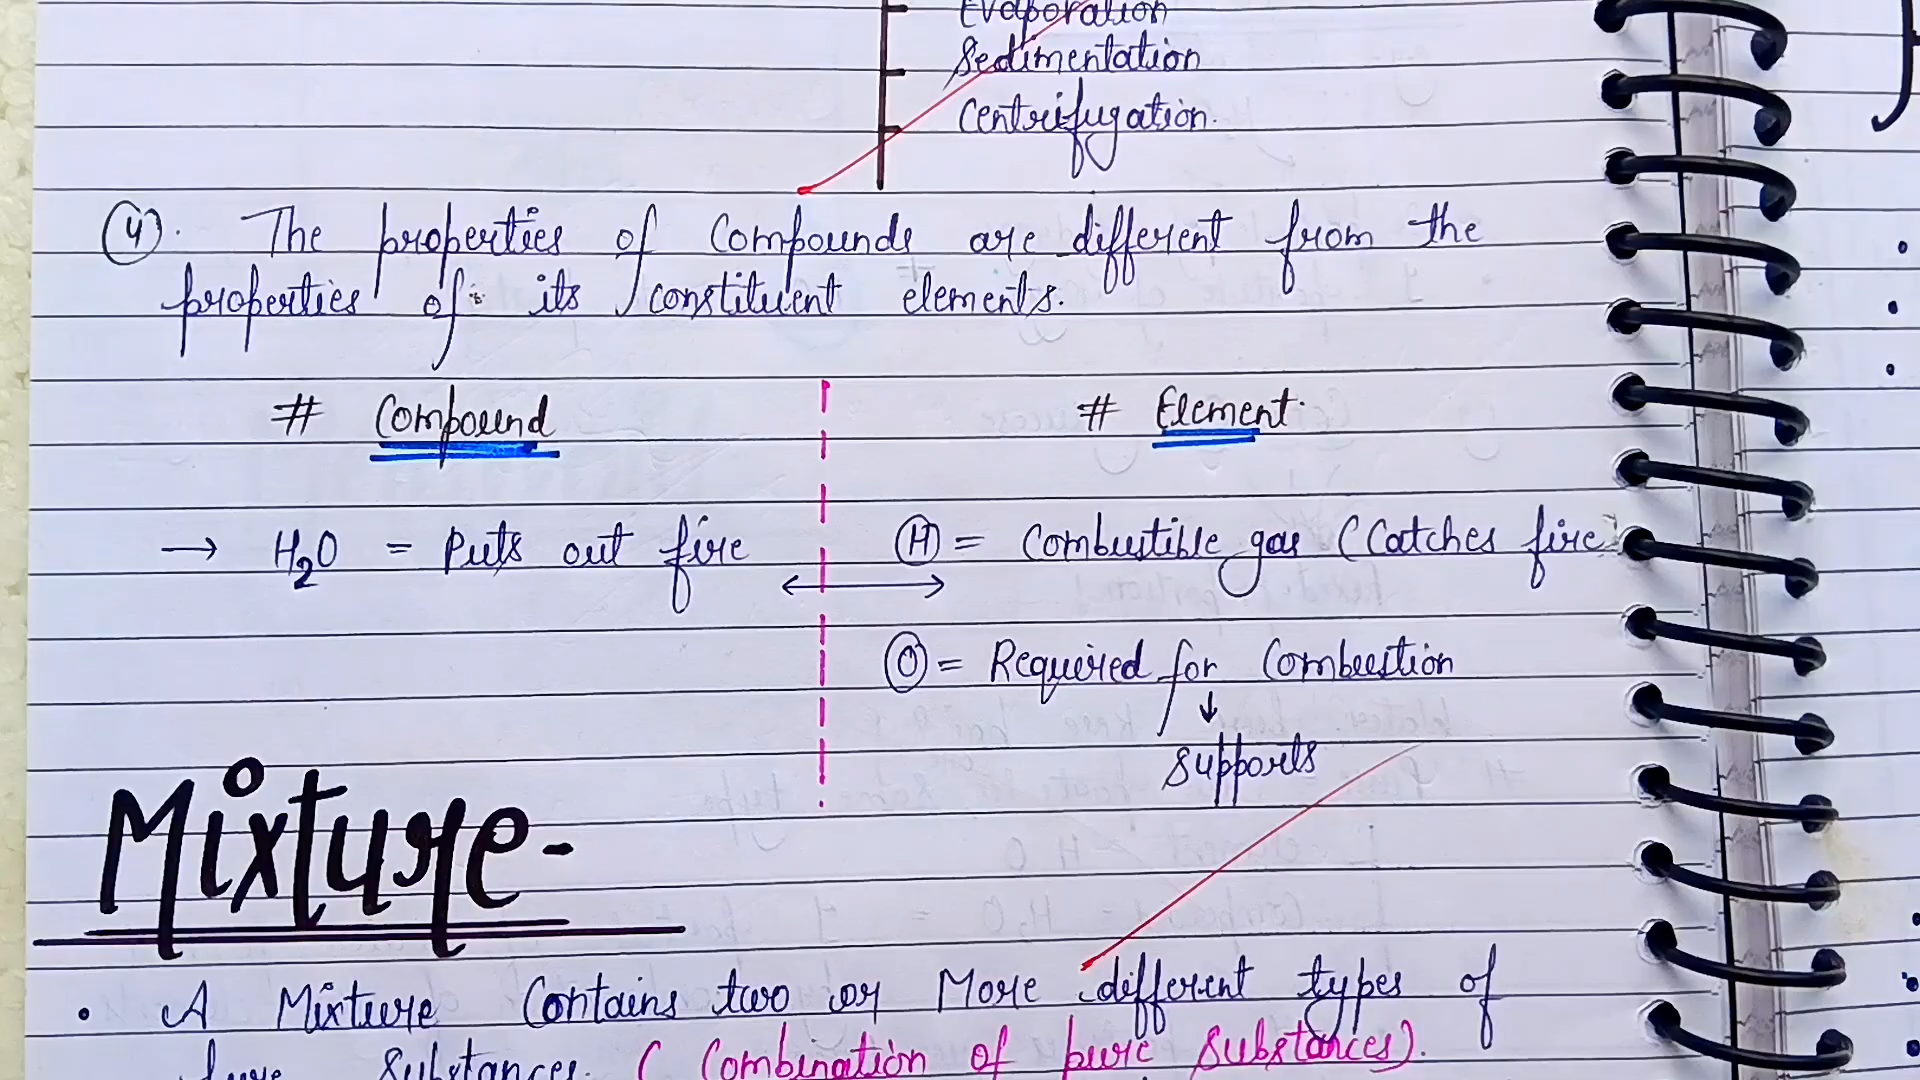 Evaporation
Sedimentation
Centrifugation.
(4). The properties of Compounds are different from the
properties of its constituent elements.
# Compound # Element.
→ H₂O = Puts out fire ↔ (H) = Combustible gas (Catches fire
(O) = Required for Combustion
↓
Supports
Mixture-
• A Mixture Contains two or More different types of
pure substances. ( Combination of pure Substances).